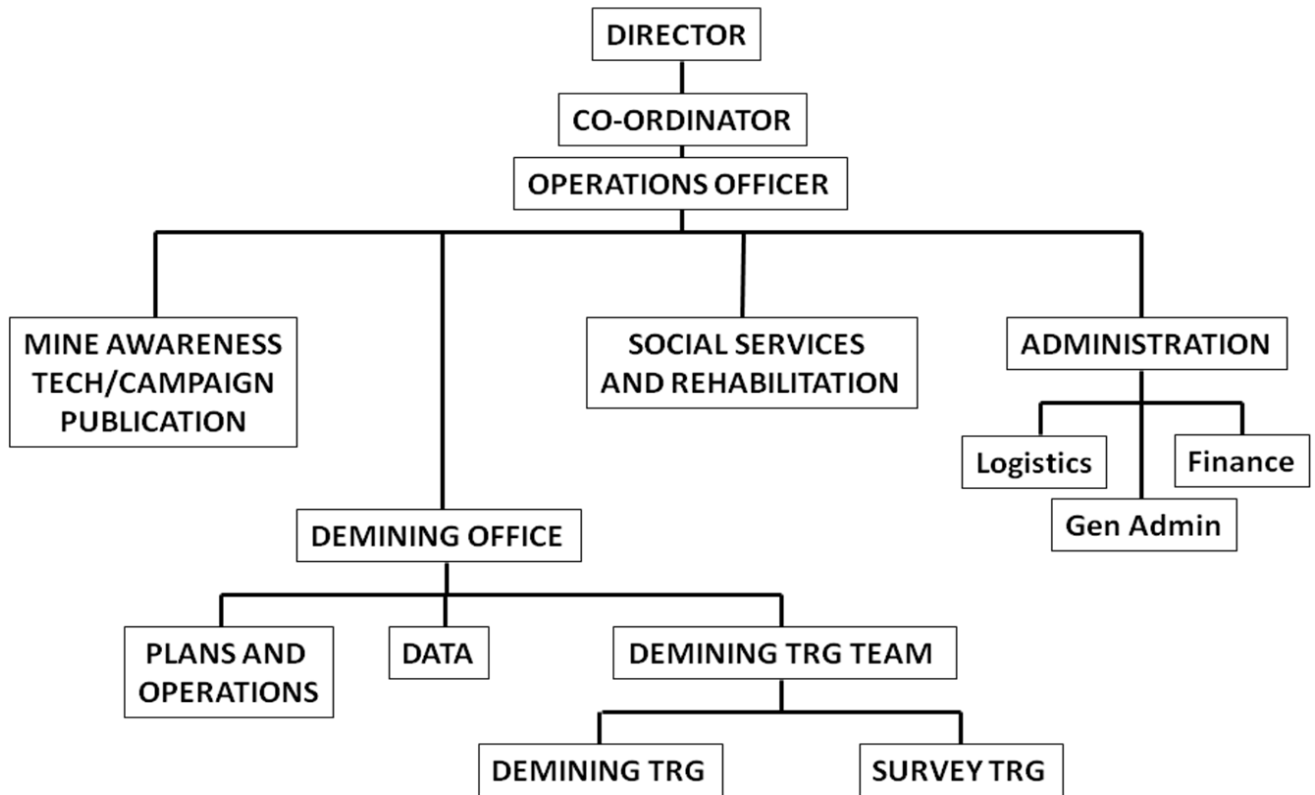 DIRECTOR
CO-ORDINATOR
OPERATIONS OFFICER
MINE AWARENESS
TECH/CAMPAIGN
PUBLICATION
SOCIAL SERVICES
AND REHABILITATION
ADMINISTRATION
Logistics
Finance
Gen Admin
DEMINING OFFICE
PLANS AND
OPERATIONS
DATA
DEMINING TRG TEAM
DEMINING TRG
SURVEY TRG